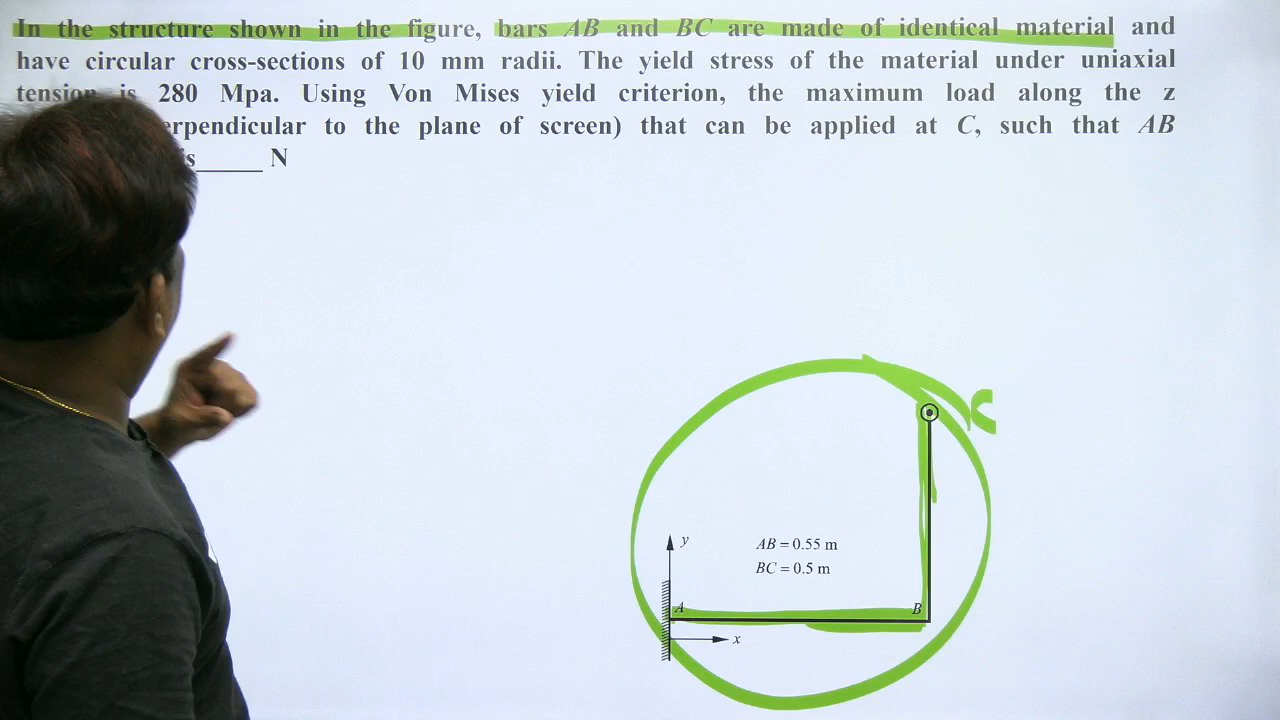 In the structure shown in the figure, bars AB and BC are made of identical material and
have circular cross-sections of 10 mm radii. The yield stress of the material under uniaxial
tension is 280 Mpa. Using Von Mises yield criterion, the maximum load along the z
erpendicular to the plane of screen) that can be applied at C, such that AB
s______ N
C
y
AB = 0.55 m
BC = 0.5 m
A
B
x